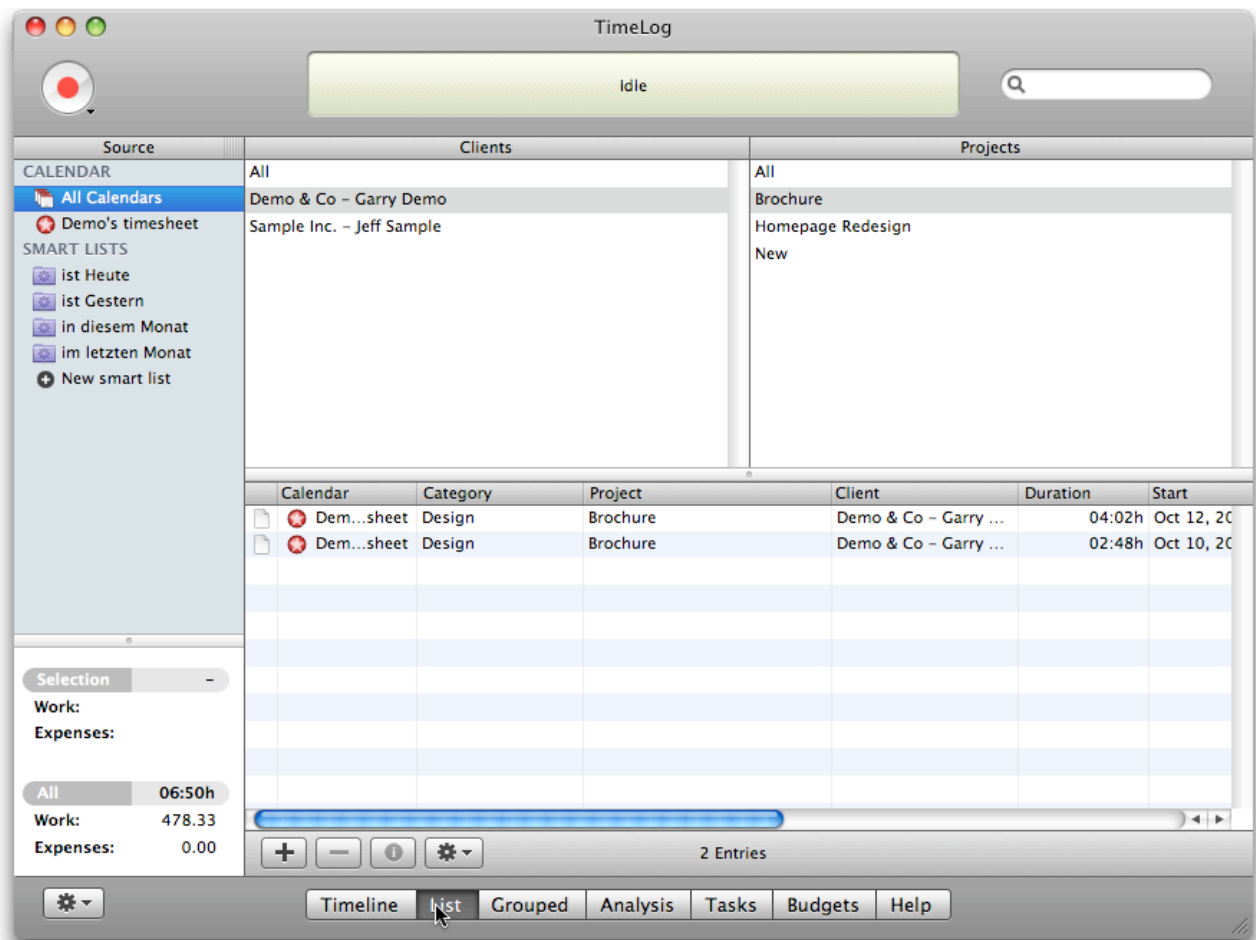 TimeLog
Idle
Source
Clients
Projects
CALENDAR
All Calendars
Demo's timesheet
SMART LISTS
ist Heute
ist Gestern
in diesem Monat
im letzten Monat
New smart list
All
Demo & Co – Garry Demo
Sample Inc. – Jeff Sample
All
Brochure
Homepage Redesign
New
Calendar Category Project Client Duration Start
Dem...sheet Design Brochure Demo & Co – Garry ... 04:02h Oct 12, 20
Dem...sheet Design Brochure Demo & Co – Garry ... 02:48h Oct 10, 20
Selection –
Work:
Expenses:
All 06:50h
Work: 478.33
Expenses: 0.00
2 Entries
Timeline List Grouped Analysis Tasks Budgets Help